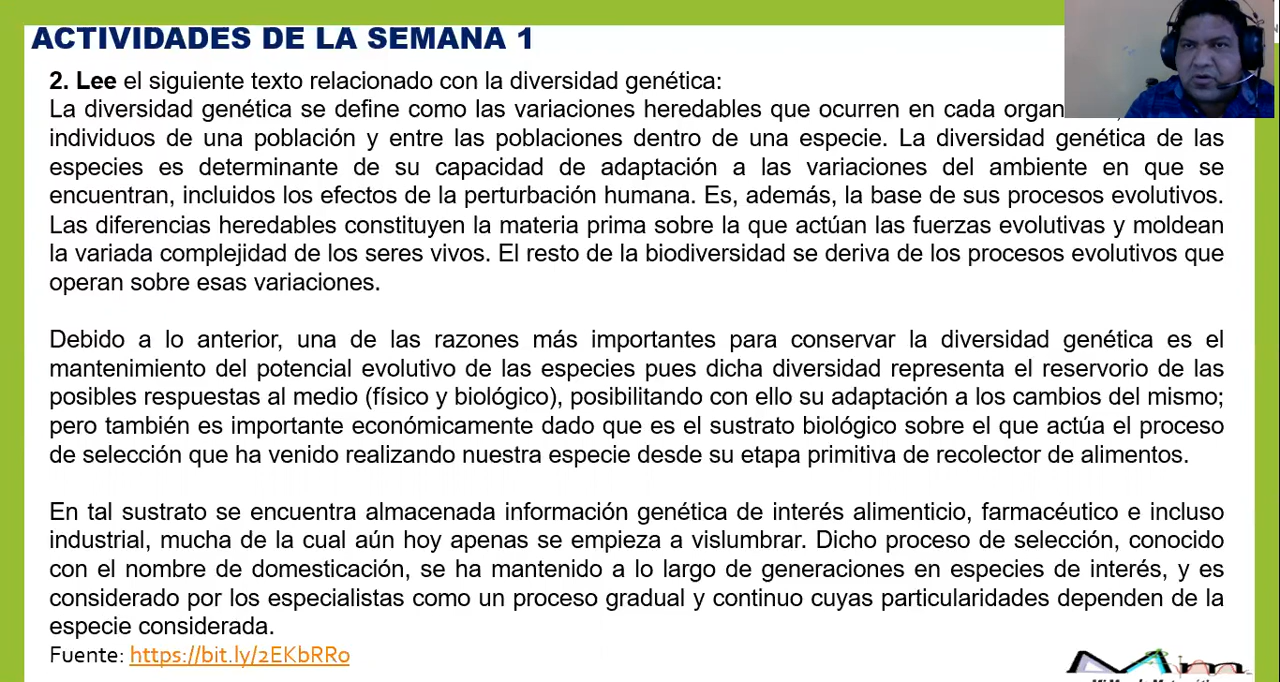 ACTIVIDADES DE LA SEMANA 1
2. Lee el siguiente texto relacionado con la diversidad genética:
La diversidad genética se define como las variaciones heredables que ocurren en cada
individuos de una población y entre las poblaciones dentro de una especie. La diversidad genética de las
especies es determinante de su capacidad de adaptación a las variaciones del ambiente en que se
encuentran, incluidos los efectos de la perturbación humana. Es, además, la base de sus procesos evolutivos.
Las diferencias heredables constituyen la materia prima sobre la que actúan las fuerzas evolutivas y moldean
la variada complejidad de los seres vivos. El resto de la biodiversidad se deriva de los procesos evolutivos que
operan sobre esas variaciones.
Debido a lo anterior, una de las razones más importantes para conservar la diversidad genética es el
mantenimiento del potencial evolutivo de las especies pues dicha diversidad representa el reservorio de las
posibles respuestas al medio (físico y biológico), posibilitando con ello su adaptación a los cambios del mismo;
pero también es importante económicamente dado que es el sustrato biológico sobre el que actúa el proceso
de selección que ha venido realizando nuestra especie desde su etapa primitiva de recolector de alimentos.
En tal sustrato se encuentra almacenada información genética de interés alimenticio, farmacéutico e incluso
industrial, mucha de la cual aún hoy apenas se empieza a vislumbrar. Dicho proceso de selección, conocido
con el nombre de domesticación, se ha mantenido a lo largo de generaciones en especies de interés, y es
considerado por los especialistas como un proceso gradual y continuo cuyas particularidades dependen de la
especie considerada.
Fuente: https://bit.ly/2EKbRRo